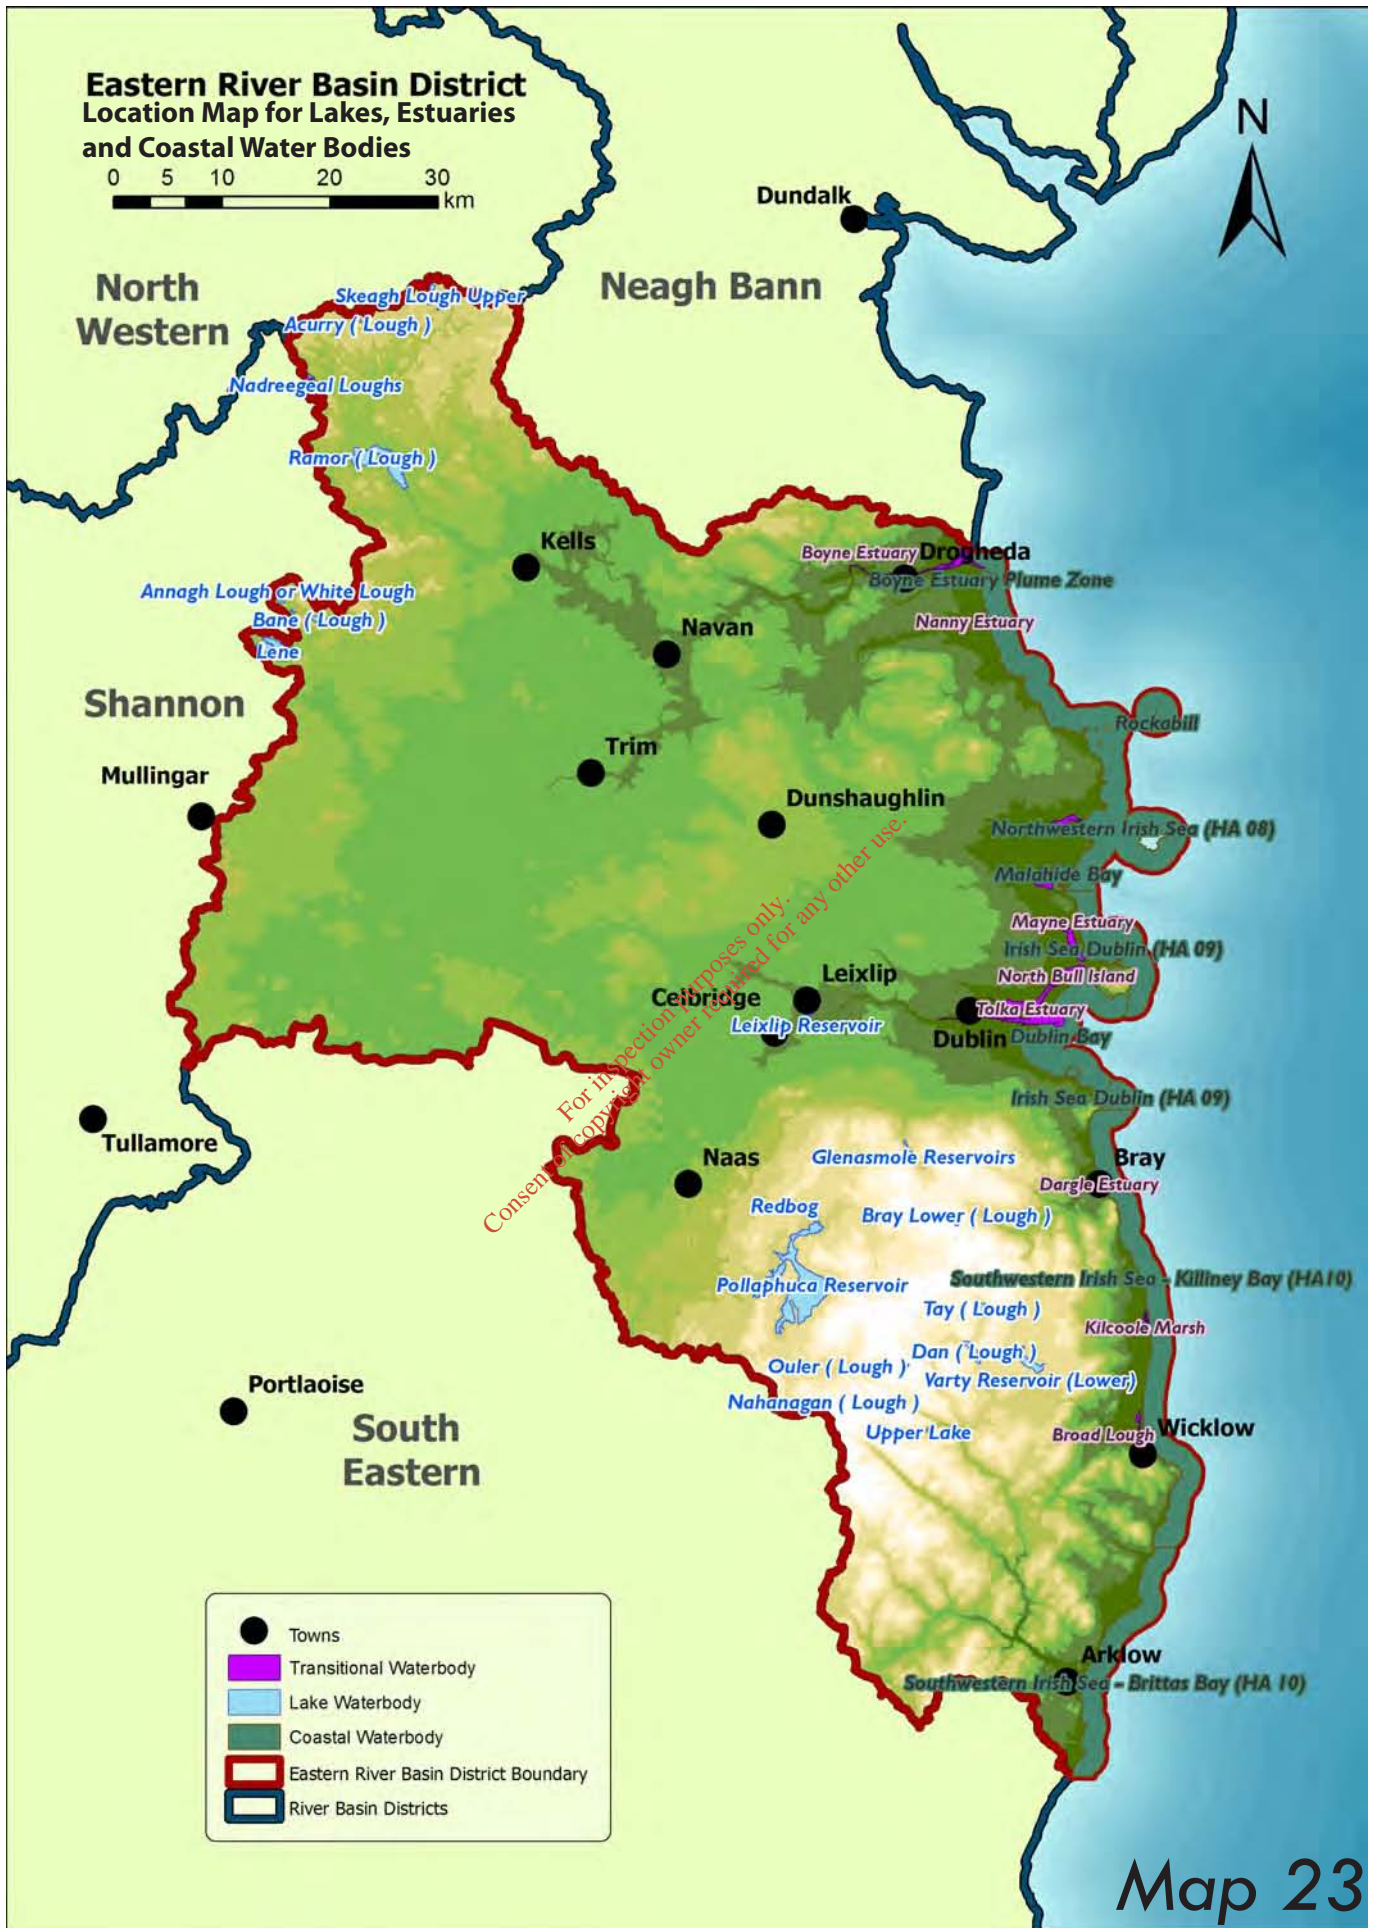 Eastern River Basin District
Location Map for Lakes, Estuaries
and Coastal Water Bodies
0 5 10 20 30
km
N
Dundalk
North
Western
Neagh Bann
Skeagh Lough Upper
Acurry ( Lough )
Nadreegeal Loughs
Ramor ( Lough )
Kells
Boyne Estuary
Drogheda
Boyne Estuary Plume Zone
Annagh Lough or White Lough
Bane ( Lough )
Nanny Estuary
Navan
Lene
Shannon
Rockabill
Trim
Mullingar
Dunshaughlin
Northwestern Irish Sea (HA 08)
Malahide Bay
Mayne Estuary
Irish Sea Dublin (HA 09)
Leixlip
North Bull Island
Celbridge
Tolka Estuary
Leixlip Reservoir
Dublin
Dublin Bay
For inspection purposes only.
Consent of copyright owner required for any other use.
Irish Sea Dublin (HA 09)
Tullamore
Naas
Glenasmole Reservoirs
Bray
Dargle Estuary
Redbog
Bray Lower ( Lough )
Pollaphuca Reservoir
Southwestern Irish Sea - Killiney Bay (HA10)
Tay ( Lough )
Kilcoole Marsh
Dan ( Lough )
Ouler ( Lough )
Varty Reservoir (Lower)
Portlaoise
Nahanagan ( Lough )
South
Eastern
Upper Lake
Broad Lough
Wicklow
Arklow
Southwestern Irish Sea - Brittas Bay (HA 10)
Towns
Transitional Waterbody
Lake Waterbody
Coastal Waterbody
Eastern River Basin District Boundary
River Basin Districts
Map 23